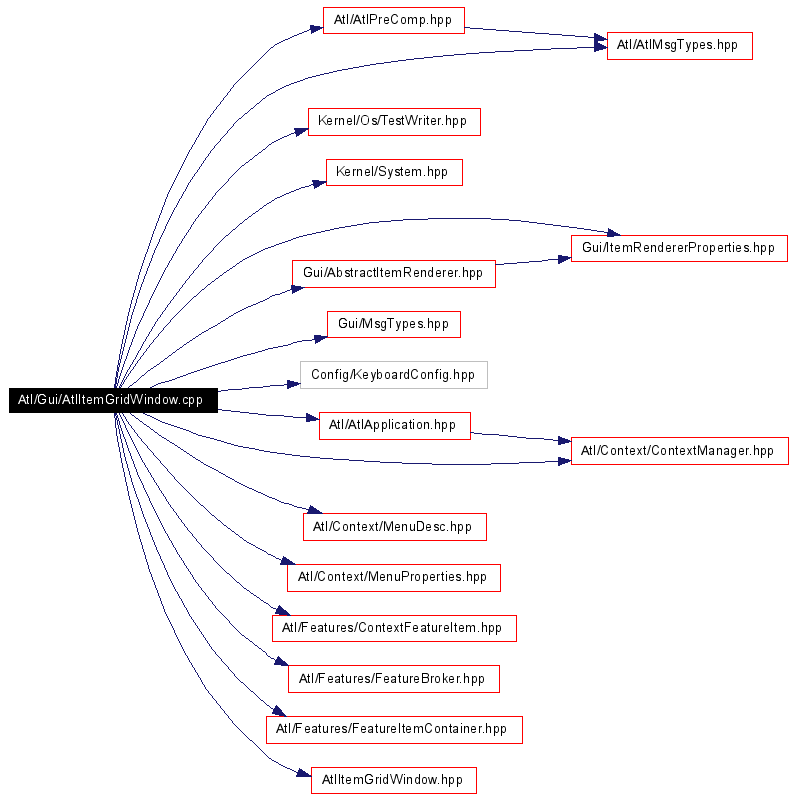 Atl/AtlPreComp.hpp
Atl/AtlMsgTypes.hpp
Kernel/Os/TestWriter.hpp
Kernel/System.hpp
Gui/ItemRendererProperties.hpp
Gui/AbstractItemRenderer.hpp
Gui/MsgTypes.hpp
Config/KeyboardConfig.hpp
Atl/Gui/AtlItemGridWindow.cpp
Atl/AtlApplication.hpp
Atl/Context/ContextManager.hpp
Atl/Context/MenuDesc.hpp
Atl/Context/MenuProperties.hpp
Atl/Features/ContextFeatureItem.hpp
Atl/Features/FeatureBroker.hpp
Atl/Features/FeatureItemContainer.hpp
AtlItemGridWindow.hpp